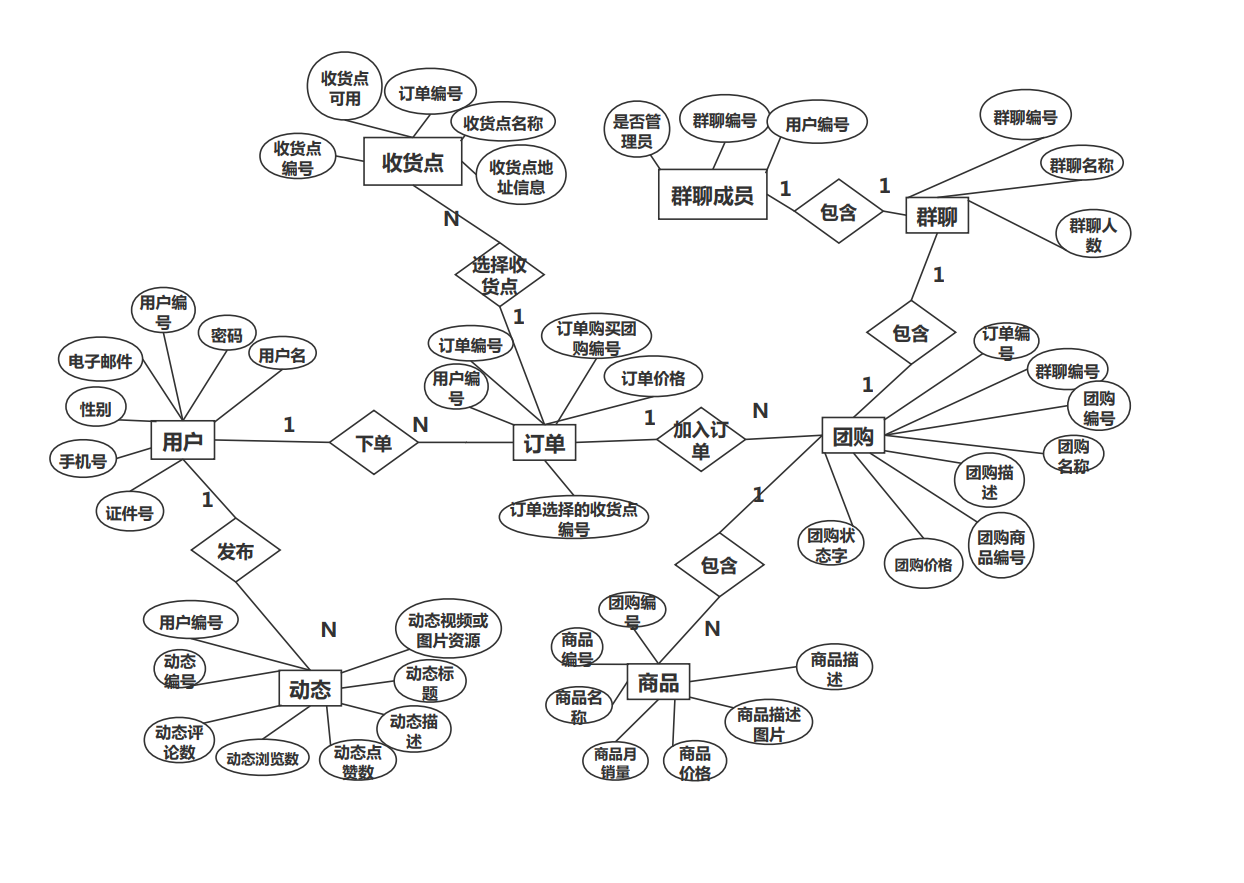 收货点
可用
订单编号
收货点名称
收货点
编号
收货点
收货点地
址信息
N
选择收
货点
1
是否管
理员
群聊编号
用户编号
群聊成员
1
包含
1
群聊
群聊编号
群聊名称
群聊人
数
1
包含
1
用户编
号
密码
用户名
电子邮件
性别
手机号
证件号
用户
1
下单
N
订单编号
用户编
号
订单购买团
购编号
订单价格
订单
订单选择的收货点
编号
1
加入订
单
N
团购
订单编
号
群聊编号
团购
编号
团购
名称
团购描
述
团购商
品编号
团购价格
团购状
态字
1
包含
N
1
发布
N
用户编号
动态
编号
动态评
论数
动态浏览数
动态点
赞数
动态描
述
动态标
题
动态视频或
图片资源
动态
团购编
号
商品
编号
商品名
称
商品月
销量
商品
价格
商品描述
图片
商品描
述
商品